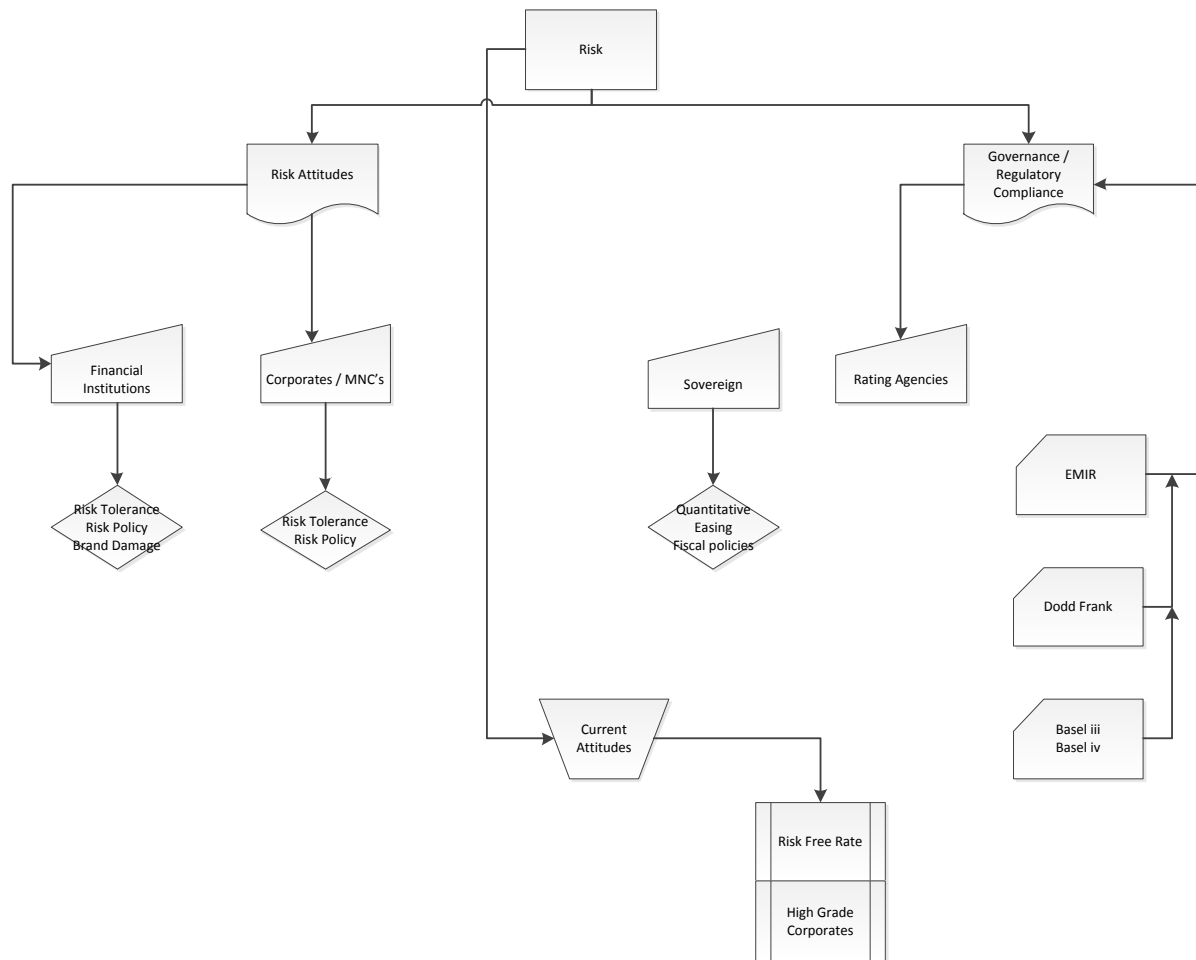 Risk
Risk Attitudes
Governance /
Regulatory
Compliance
Financial
Institutions
Corporates / MNC's
Sovereign
Rating Agencies
EMIR
Risk Tolerance
Risk Policy
Brand Damage
Risk Tolerance
Risk Policy
Quantitative
Easing
Fiscal policies
Dodd Frank
Current
Attitudes
Basel iii
Basel iv
Risk Free Rate
High Grade
Corporates